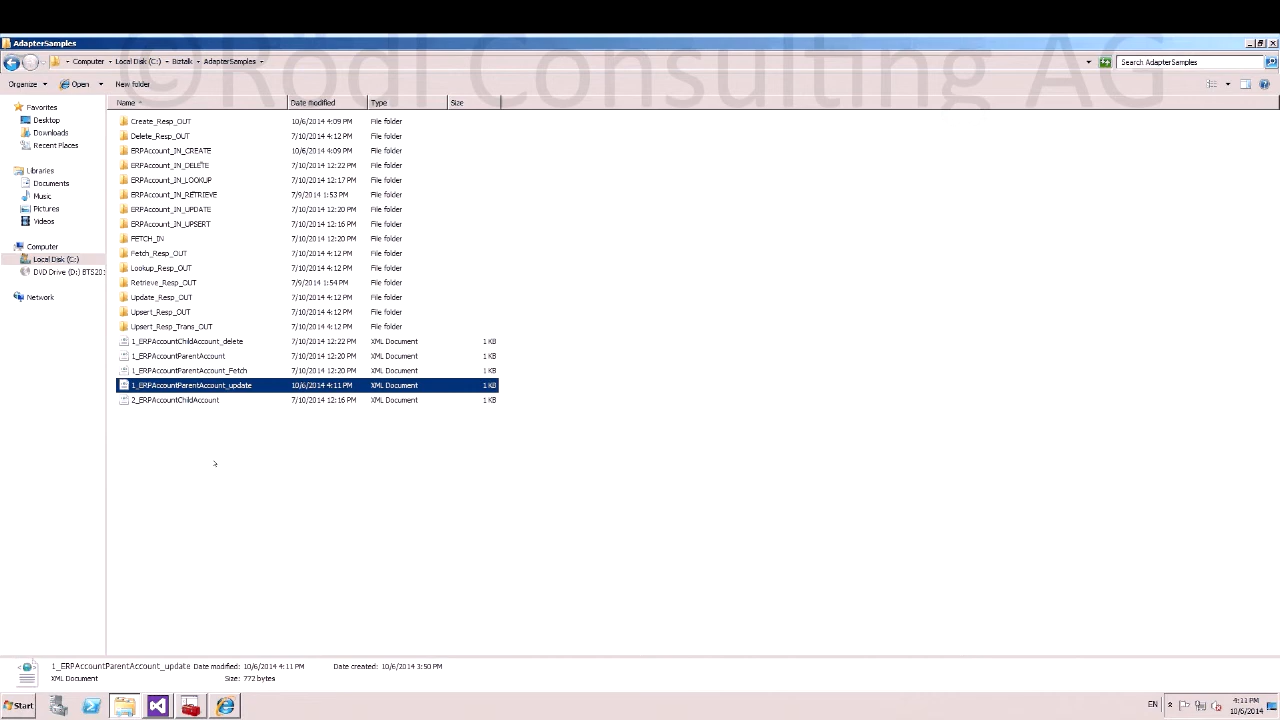 ©Rödl Consulting AG
AdapterSamples
Computer Local Disk (C:) Biztalk AdapterSamples
Search AdapterSamples
Organize Open New folder
Name Date modified Type Size
Favorites
Desktop
Downloads
Recent Places
Libraries
Documents
Music
Pictures
Videos
Computer
Local Disk (C:)
DVD Drive (D:) BTS20
Network
Create_Resp_OUT 10/6/2014 4:09 PM File folder
Delete_Resp_OUT 7/10/2014 4:12 PM File folder
ERPAccount_IN_CREATE 10/6/2014 4:09 PM File folder
ERPAccount_IN_DELETE 7/10/2014 12:22 PM File folder
ERPAccount_IN_LOOKUP 7/10/2014 12:17 PM File folder
ERPAccount_IN_RETRIEVE 7/9/2014 1:53 PM File folder
ERPAccount_IN_UPDATE 7/10/2014 12:20 PM File folder
ERPAccount_IN_UPSERT 7/10/2014 12:16 PM File folder
FETCH_IN 7/10/2014 12:20 PM File folder
Fetch_Resp_OUT 7/10/2014 4:12 PM File folder
Lookup_Resp_OUT 7/10/2014 4:12 PM File folder
Retrieve_Resp_OUT 7/9/2014 1:54 PM File folder
Update_Resp_OUT 7/10/2014 4:12 PM File folder
Upsert_Resp_OUT 7/10/2014 4:12 PM File folder
Upsert_Resp_Trans_OUT 7/10/2014 4:12 PM File folder
1_ERPAccountChildAccount_delete 7/10/2014 12:22 PM XML Document 1 KB
1_ERPAccountParentAccount 7/10/2014 12:20 PM XML Document 1 KB
1_ERPAccountParentAccount_Fetch 7/10/2014 12:20 PM XML Document 1 KB
1_ERPAccountParentAccount_update 10/6/2014 4:11 PM XML Document 1 KB
2_ERPAccountChildAccount 7/10/2014 12:16 PM XML Document 1 KB
1_ERPAccountParentAccount_update Date modified: 10/6/2014 4:11 PM Date created: 10/6/2014 3:50 PM
XML Document Size: 772 bytes
Start
EN
4:11 PM
10/6/2014